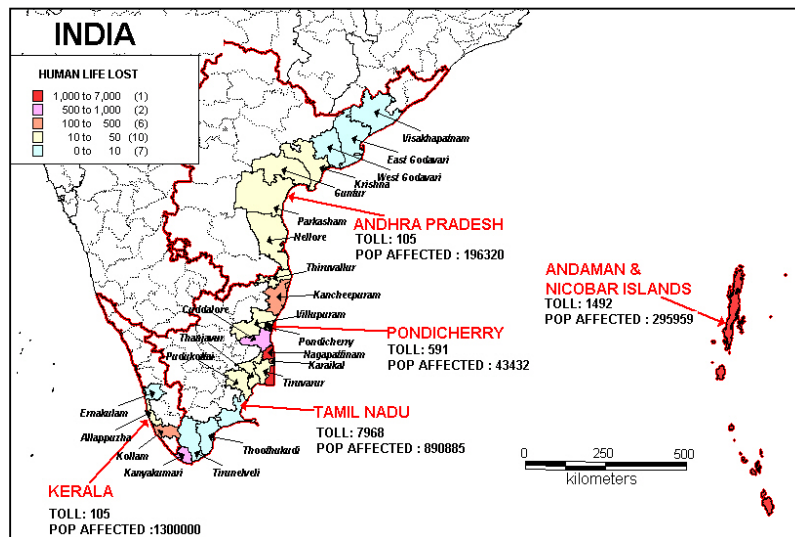 INDIA
HUMAN LIFE LOST
1,000 to 7,000 (1)
500 to 1,000 (2)
100 to 500 (6)
10 to 50 (10)
0 to 10 (7)
Visakhapatnam
East Godavari
West Godavari
Krishna
Guntur
ANDHRA PRADESH
TOLL: 105
POP AFFECTED : 196320
Parkasham
Nellore
Thiruvallur
Kancheepuram
ANDAMAN &
NICOBAR ISLANDS
TOLL: 1492
POP AFFECTED : 295959
Cuddalore
Villupuram
PONDICHERRY
TOLL: 591
POP AFFECTED : 43432
Thanjavur
Pondicherry
Pudukottai
Nagapattinam
Karaikal
Tiruvarur
TAMIL NADU
TOLL: 7968
POP AFFECTED : 890885
Ernakulam
Allappuzha
Kollam
Thoothukudi
Kanyakumari
Tirunelveli
KERALA
TOLL: 105
POP AFFECTED :1300000
0 250 500
kilometers